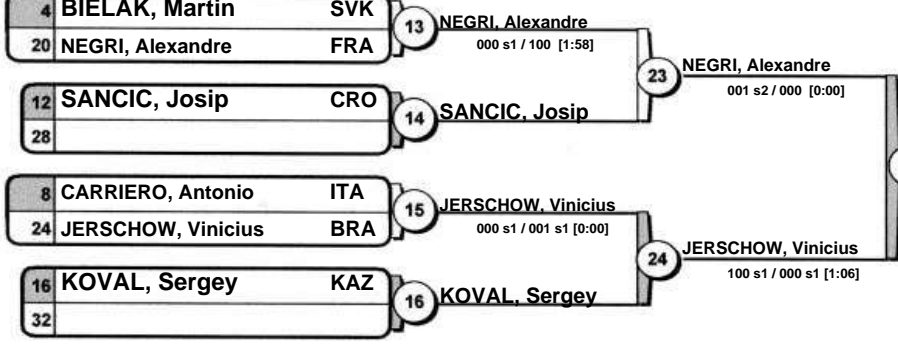 4 BIELAK, Martin SVK
20 NEGRI, Alexandre FRA
13 NEGRI, Alexandre
000 s1 / 100 [1:58]
23 NEGRI, Alexandre
001 s2 / 000 [0:00]
12 SANCIC, Josip CRO
28
14 SANCIC, Josip
8 CARRIERO, Antonio ITA
24 JERSCHOW, Vinicius BRA
15 JERSCHOW, Vinicius
000 s1 / 001 s1 [0:00]
24 JERSCHOW, Vinicius
100 s1 / 000 s1 [1:06]
16 KOVAL, Sergey KAZ
32
16 KOVAL, Sergey